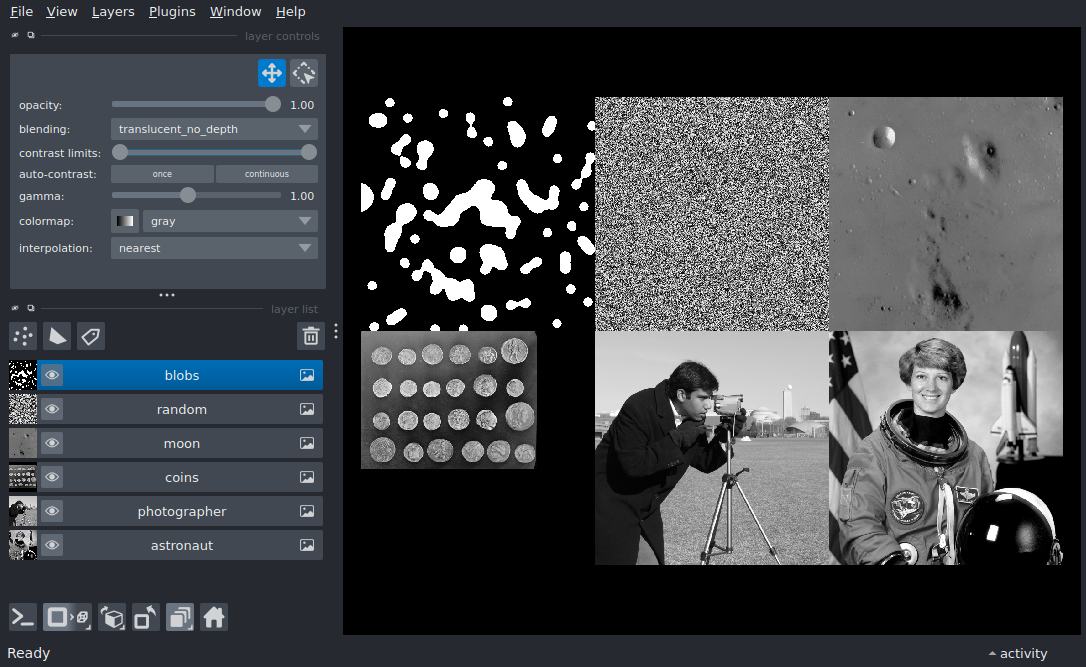 File View Layers Plugins Window Help
layer controls
opacity: 1.00
blending: translucent_no_depth
contrast limits:
auto-contrast: once continuous
gamma: 1.00
colormap: gray
interpolation: nearest
layer list
blobs
random
moon
coins
photographer
astronaut
Ready activity